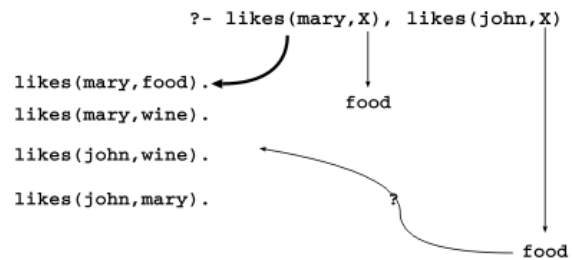 ?- likes(mary,X), likes(john,X)
likes(mary,food).
food
likes(mary,wine).
likes(john,wine).
likes(john,mary).
?
food